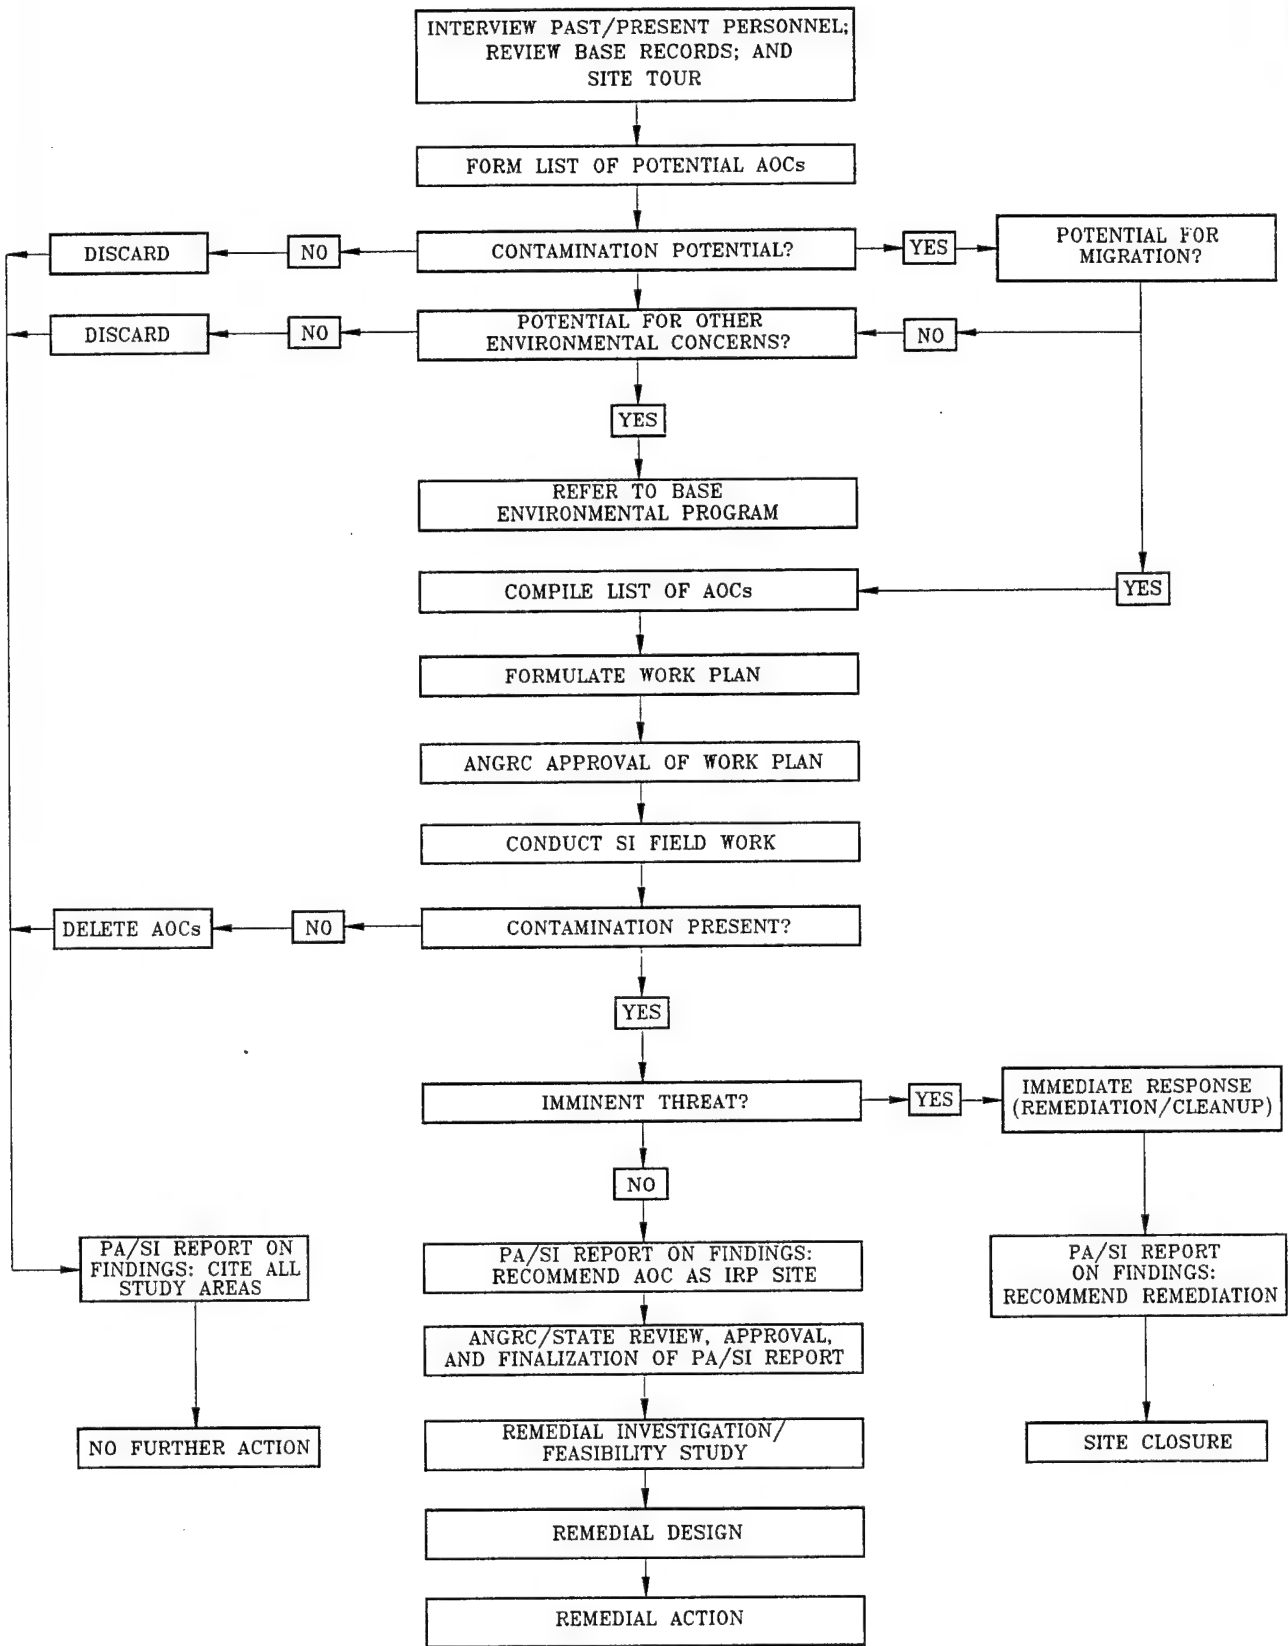 INTERVIEW PAST/PRESENT PERSONNEL;
REVIEW BASE RECORDS; AND
SITE TOUR
FORM LIST OF POTENTIAL AOCs
DISCARD
NO
CONTAMINATION POTENTIAL?
YES
POTENTIAL FOR
MIGRATION?
DISCARD
NO
POTENTIAL FOR OTHER
ENVIRONMENTAL CONCERNS?
NO
YES
REFER TO BASE
ENVIRONMENTAL PROGRAM
COMPILE LIST OF AOCs
YES
FORMULATE WORK PLAN
ANGRC APPROVAL OF WORK PLAN
CONDUCT SI FIELD WORK
DELETE AOCs
NO
CONTAMINATION PRESENT?
YES
IMMINENT THREAT?
YES
IMMEDIATE RESPONSE
(REMEDIATION/CLEANUP)
NO
PA/SI REPORT ON
FINDINGS: CITE ALL
STUDY AREAS
PA/SI REPORT ON FINDINGS:
RECOMMEND AOC AS IRP SITE
PA/SI REPORT
ON FINDINGS:
RECOMMEND REMEDIATION
ANGRC/STATE REVIEW, APPROVAL,
AND FINALIZATION OF PA/SI REPORT
NO FURTHER ACTION
REMEDIAL INVESTIGATION/
FEASIBILITY STUDY
SITE CLOSURE
REMEDIAL DESIGN
REMEDIAL ACTION